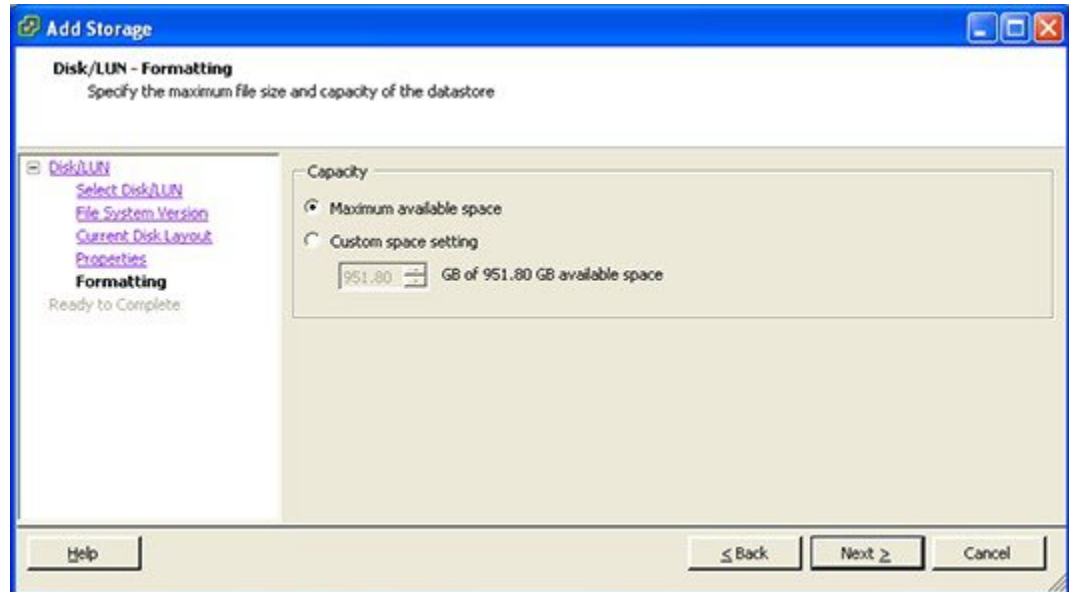 Add Storage
Disk/LUN - Formatting
Specify the maximum file size and capacity of the datastore
Disk/LUN
Select Disk/LUN
File System Version
Current Disk Layout
Properties
Formatting
Ready to Complete
Capacity
Maximum available space
Custom space setting
951.80 GB of 951.80 GB available space
Help
≤ Back
Next ≥
Cancel